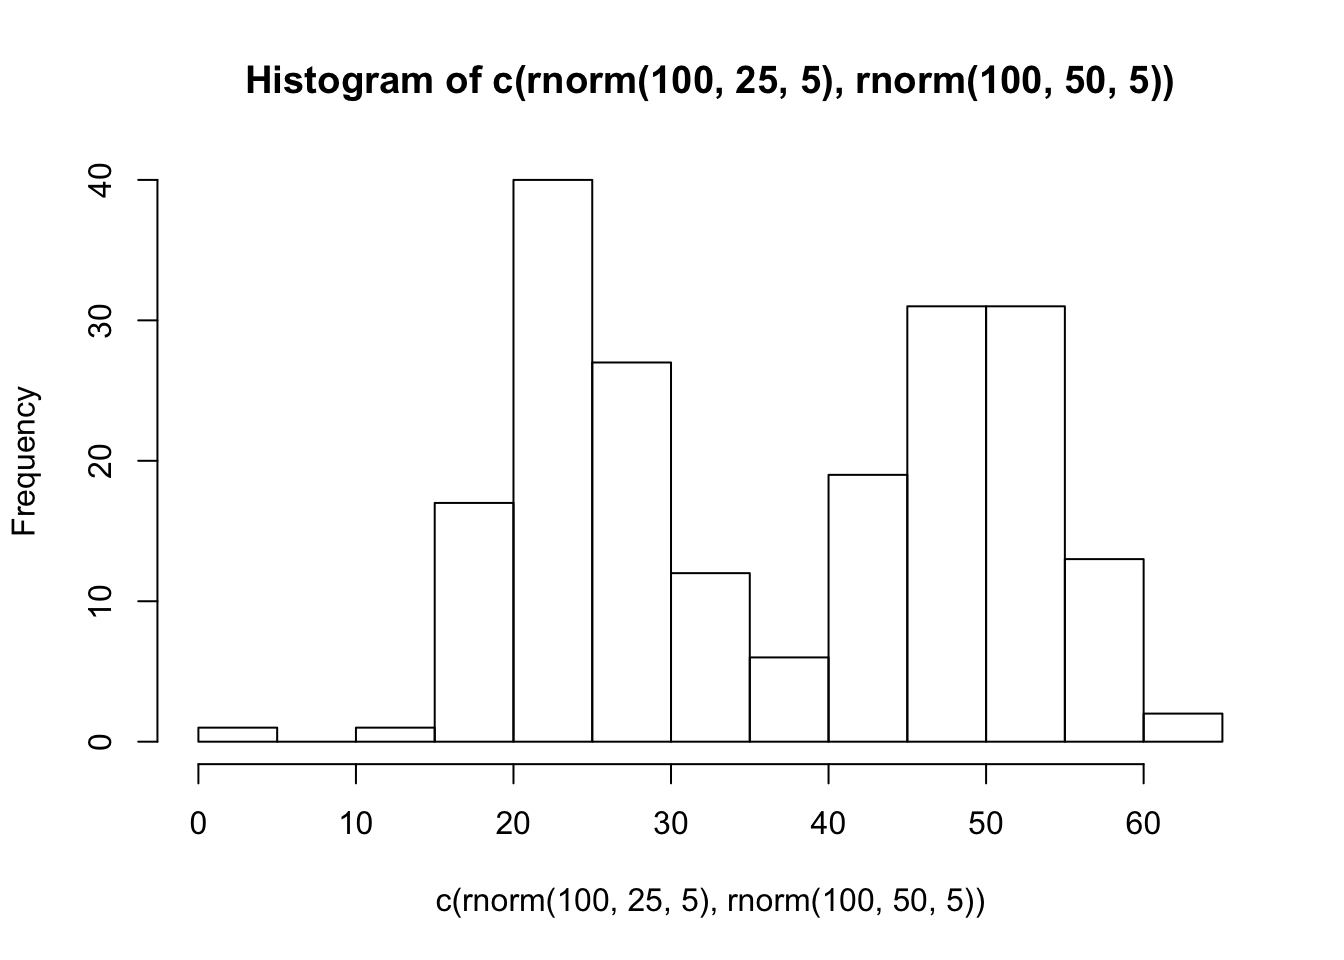 Histogram of c(rnorm(100, 25, 5), rnorm(100, 50, 5))
40
30
20
10
0
Frequency
0 10 20 30 40 50 60
c(rnorm(100, 25, 5), rnorm(100, 50, 5))